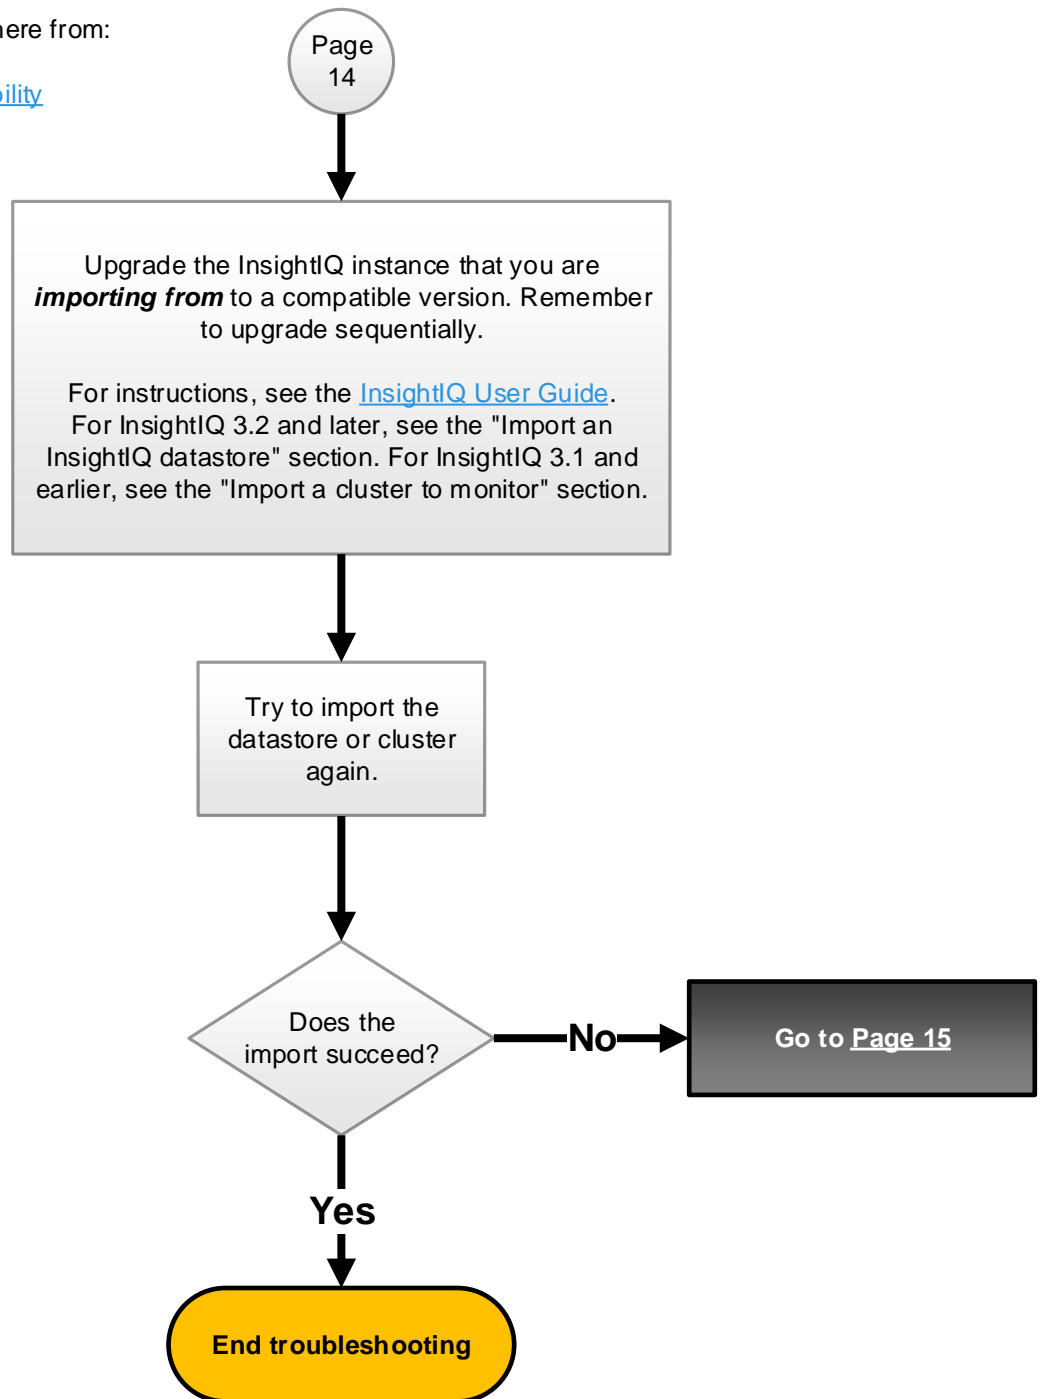 here from:
Page
14
Upgrade the InsightIQ instance that you are
importing from to a compatible version. Remember
to upgrade sequentially.
For instructions, see the InsightIQ User Guide.
For InsightIQ 3.2 and later, see the "Import an
InsightIQ datastore" section. For InsightIQ 3.1 and
earlier, see the "Import a cluster to monitor" section.
Try to import the
datastore or cluster
again.
Does the
import succeed?
No
Go to Page 15
Yes
End troubleshooting